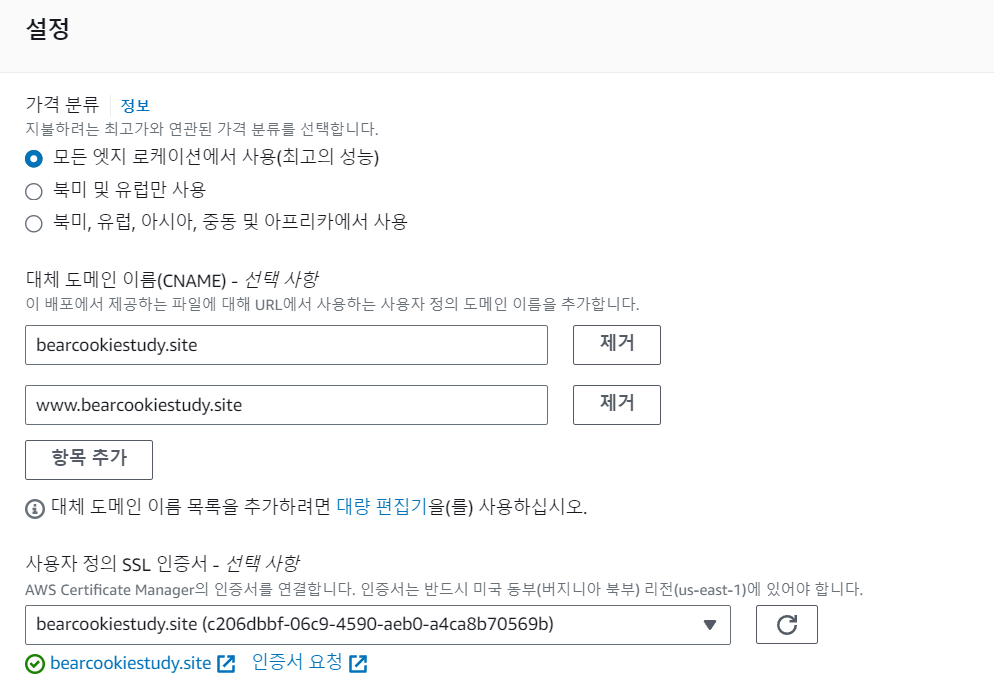 설정
가격 분류 정보
지불하려는 최고가와 연관된 가격 분류를 선택합니다.
모든 엣지 로케이션에서 사용(최고의 성능)
북미 및 유럽만 사용
북미, 유럽, 아시아, 중동 및 아프리카에서 사용
대체 도메인 이름(CNAME) - 선택 사항
이 배포에서 제공하는 파일에 대해 URL에서 사용하는 사용자 정의 도메인 이름을 추가합니다.
bearcookiestudy.site 제거
www.bearcookiestudy.site 제거
항목 추가
대체 도메인 이름 목록을 추가하려면 대량 편집기을(를) 사용하십시오.
사용자 정의 SSL 인증서 - 선택 사항
AWS Certificate Manager의 인증서를 연결합니다. 인증서는 반드시 미국 동부(버지니아 북부) 리전(us-east-1)에 있어야 합니다.
bearcookiestudy.site (c206dbbf-06c9-4590-aeb0-a4ca8b70569b)
bearcookiestudy.site 인증서 요청